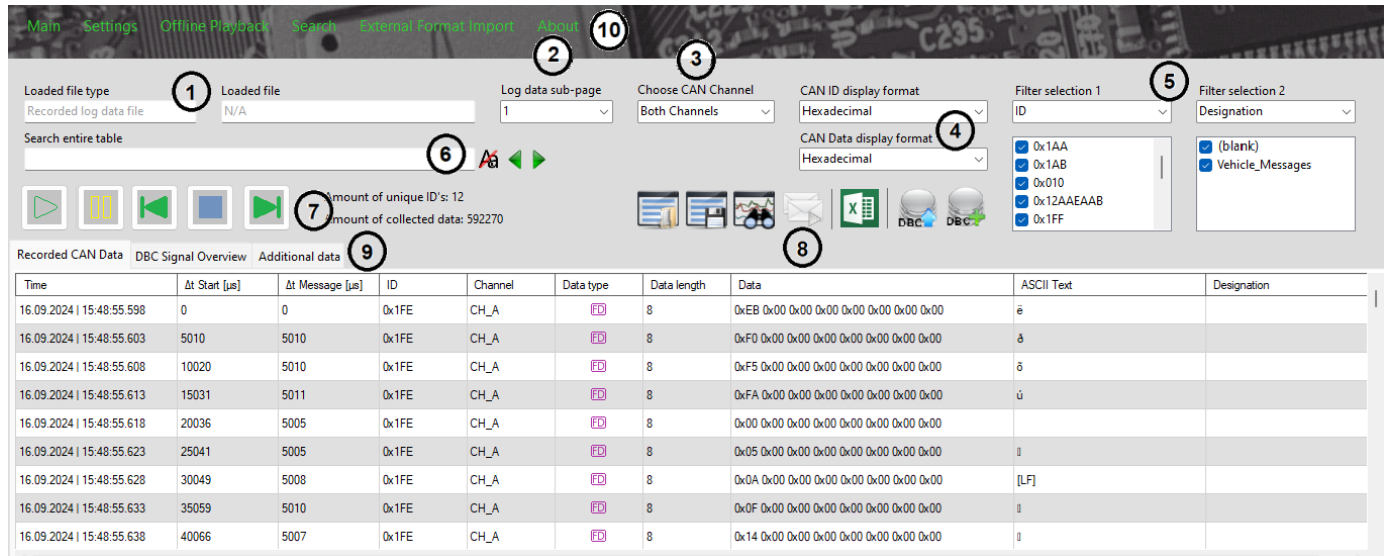 Main Settings Offline Playback Search External Format Import About 10
C235
2 3
1 5
Loaded file type Loaded file Log data sub-page Choose CAN Channel CAN ID display format Filter selection 1 Filter selection 2
Recorded log data file N/A 1 Both Channels Hexadecimal ID Designation
4
Search entire table CAN Data display format
6 Aa Hexadecimal
0x1AA (blank)
0x1AB Vehicle_Messages
0x010
0x12AAEAAB
0x1FF
7 Amount of unique ID's: 12
Amount of collected data: 592270
X DBC DBC
8
Recorded CAN Data DBC Signal Overview Additional data 9
Time Δt Start [µs] Δt Message [µs] ID Channel Data type Data length Data ASCII Text Designation
16.09.2024 | 15:48:55.598 0 0 0x1FE CH_A FD 8 0xEB 0x00 0x00 0x00 0x00 0x00 0x00 0x00 ë
16.09.2024 | 15:48:55.603 5010 5010 0x1FE CH_A FD 8 0xF0 0x00 0x00 0x00 0x00 0x00 0x00 0x00 ð
16.09.2024 | 15:48:55.608 10020 5010 0x1FE CH_A FD 8 0xF5 0x00 0x00 0x00 0x00 0x00 0x00 0x00 õ
16.09.2024 | 15:48:55.613 15031 5011 0x1FE CH_A FD 8 0xFA 0x00 0x00 0x00 0x00 0x00 0x00 0x00 ú
16.09.2024 | 15:48:55.618 20036 5005 0x1FE CH_A FD 8 0x00 0x00 0x00 0x00 0x00 0x00 0x00 0x00
16.09.2024 | 15:48:55.623 25041 5005 0x1FE CH_A FD 8 0x05 0x00 0x00 0x00 0x00 0x00 0x00 0x00
16.09.2024 | 15:48:55.628 30049 5008 0x1FE CH_A FD 8 0x0A 0x00 0x00 0x00 0x00 0x00 0x00 0x00 [LF]
16.09.2024 | 15:48:55.633 35059 5010 0x1FE CH_A FD 8 0x0F 0x00 0x00 0x00 0x00 0x00 0x00 0x00
16.09.2024 | 15:48:55.638 40066 5007 0x1FE CH_A FD 8 0x14 0x00 0x00 0x00 0x00 0x00 0x00 0x00